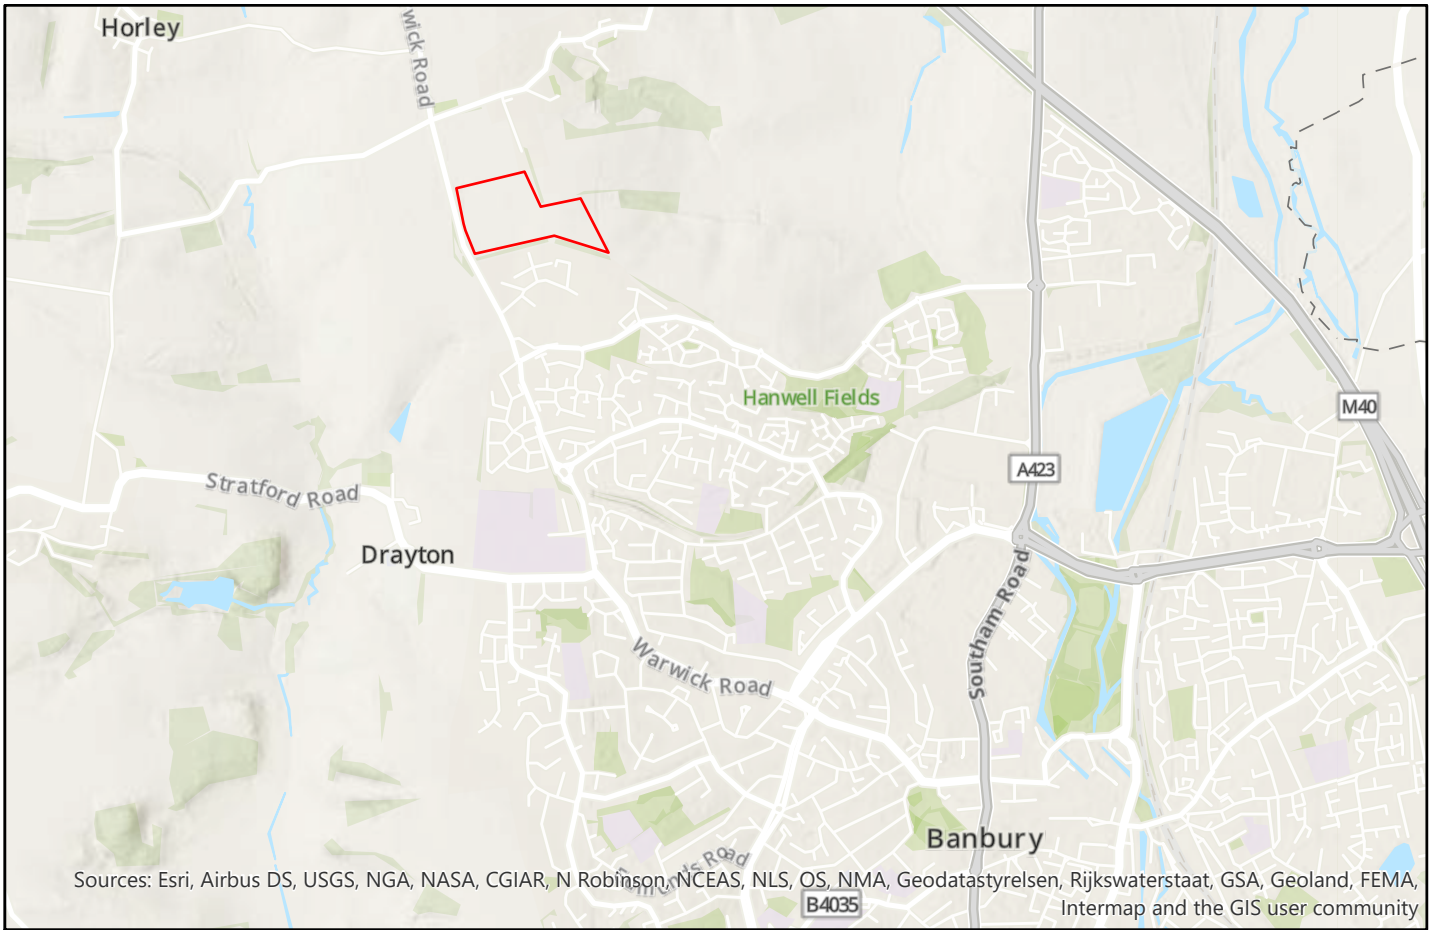 Horley
wick Road
Hanwell Fields
M40
A423
Stratford Road
Drayton
Southam Road
Warwick Road
Banbury
Sources: Esri, Airbus DS, USGS, NGA, NASA, CGIAR, N Robinson, NCEAS, NLS, OS, NMA, Geodatastyrelsen, Rijkswaterstaat, GSA, Geoland, FEMA,
Intermap and the GIS user community
Road
B4035